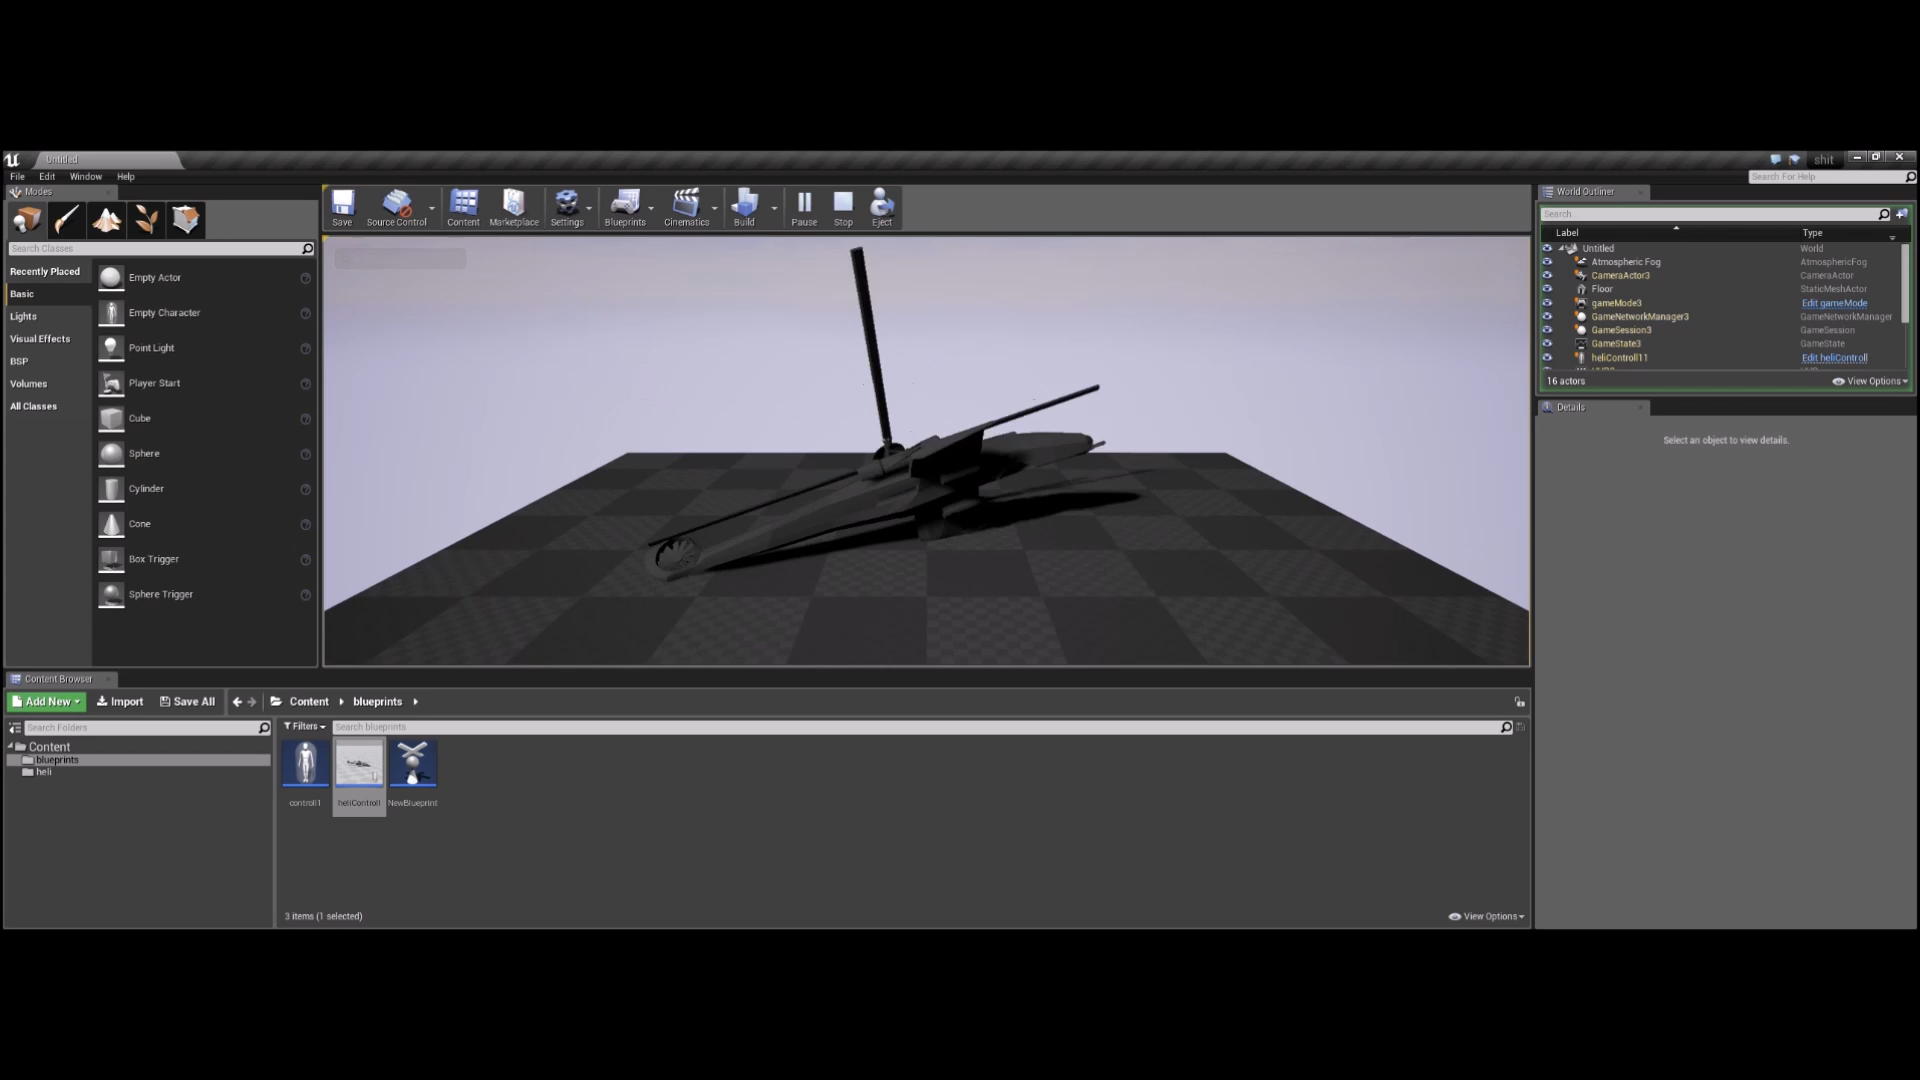 Untitled
shit
File Edit Window Help
Search For Help
Modes
Search Classes
Recently Placed
Basic
Lights
Visual Effects
BSP
Volumes
All Classes
Empty Actor
Empty Character
Point Light
Player Start
Cube
Sphere
Cylinder
Cone
Box Trigger
Sphere Trigger
Save Source Control Content Marketplace Settings Blueprints Cinematics Build Pause Stop Eject
World Outliner
Search
Label Type
Untitled World
Atmospheric Fog AtmosphericFog
CameraActor3 CameraActor
Floor StaticMeshActor
gameMode3 Edit gameMode
GameNetworkManager3 GameNetworkManager
GameSession3 GameSession
GameState3 GameState
heliControll11 Edit heliControll
16 actors View Options
Details
Select an object to view details.
Content Browser
Add New Import Save All Content blueprints
Search Folders
Content
blueprints
heli
Filters Search blueprints
controll1 heliControll NewBlueprint
3 items (1 selected) View Options